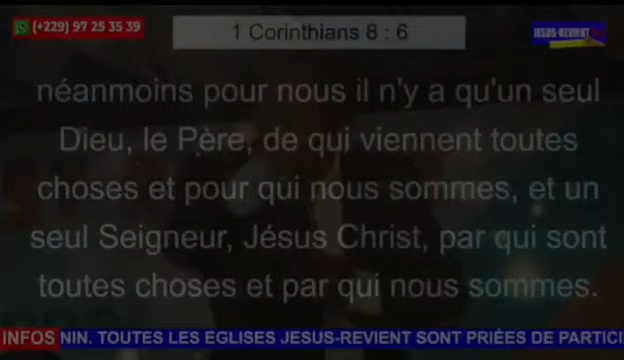 (+229) 97 25 35 39
1 Corinthians 8 : 6
JESUS-REVIENT
néanmoins pour nous il n'y a qu'un seul
Dieu, le Père, de qui viennent toutes
choses et pour qui nous sommes, et un
seul Seigneur, Jésus Christ, par qui sont
toutes choses et par qui nous sommes.
INFOS NIN. TOUTES LES EGLISES JESUS-REVIENT SONT PRIÉES DE PARTICI